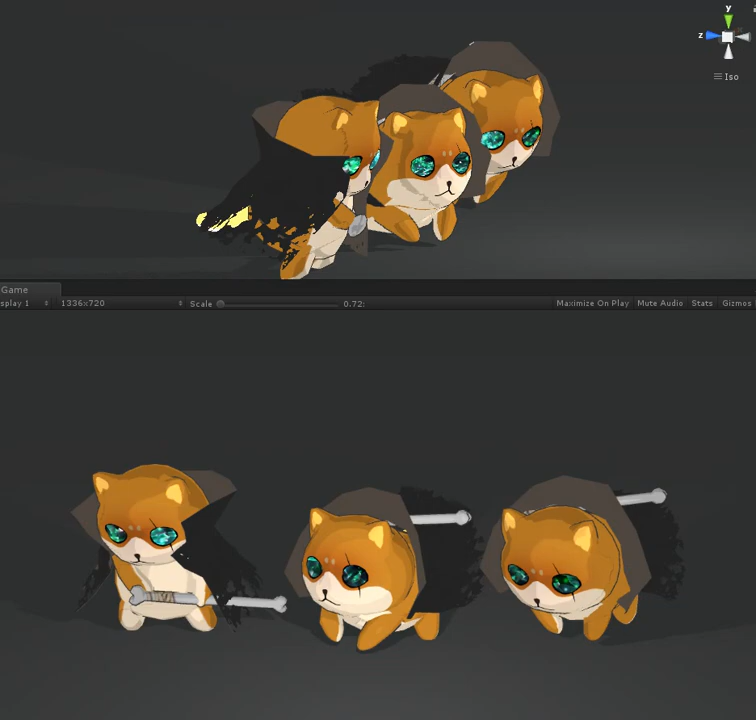 y
z
Iso
Game
splay 1 1336x720 Scale 0.72: Maximize On Play Mute Audio Stats Gizmos